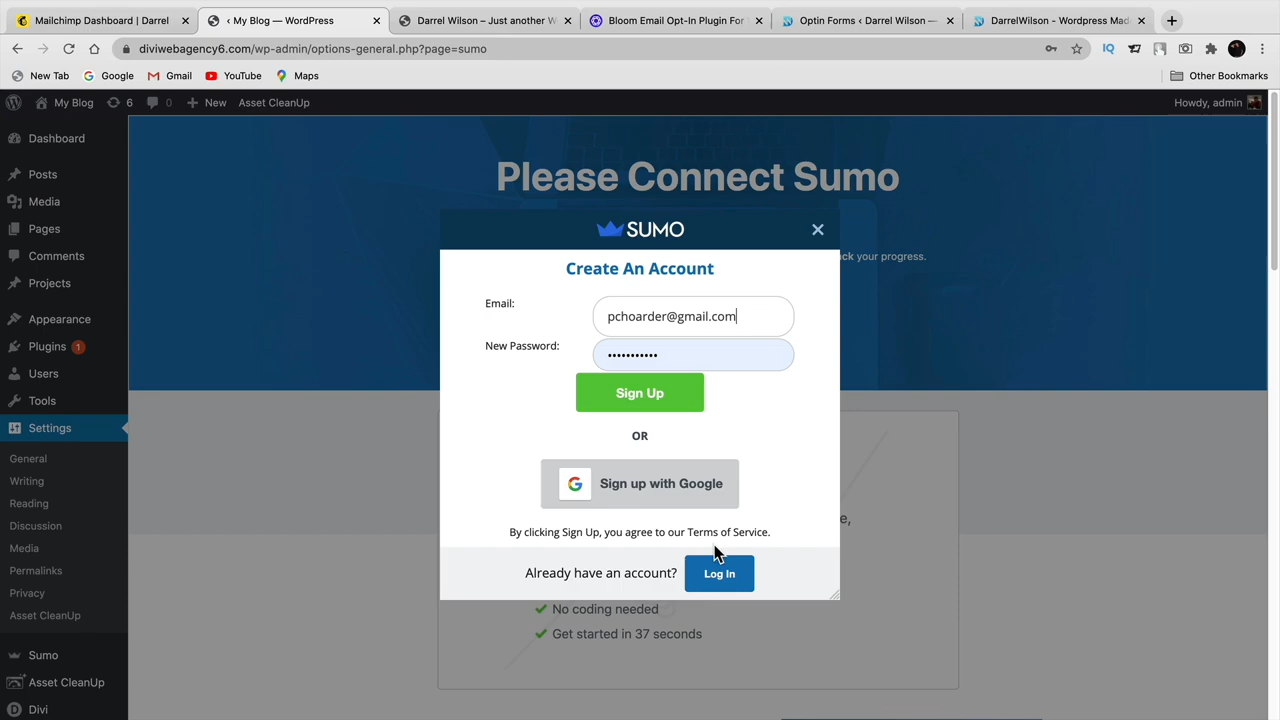 Mailchimp Dashboard | Darrel
‹ My Blog — WordPress
Darrel Wilson – Just another W
Bloom Email Opt-In Plugin For
Optin Forms ‹ Darrel Wilson —
DarrelWilson - Wordpress Mad
diviwebagency6.com/wp-admin/options-general.php?page=sumo
IQ
New Tab
Google
Gmail
YouTube
Maps
Other Bookmarks
My Blog
6
0
New
Asset CleanUp
Howdy, admin
Dashboard
Posts
Media
Pages
Comments
Projects
Appearance
Plugins 1
Users
Tools
Settings
General
Writing
Reading
Discussion
Media
Permalinks
Privacy
Asset CleanUp
Sumo
Asset CleanUp
Divi
Please Connect Sumo
ck your progress.
SUMO
Create An Account
Email:
pchoarder@gmail.com
New Password:
•••••••••••
Sign Up
OR
Sign up with Google
By clicking Sign Up, you agree to our Terms of Service.
Already have an account?
Log In
e,
No coding needed
Get started in 37 seconds